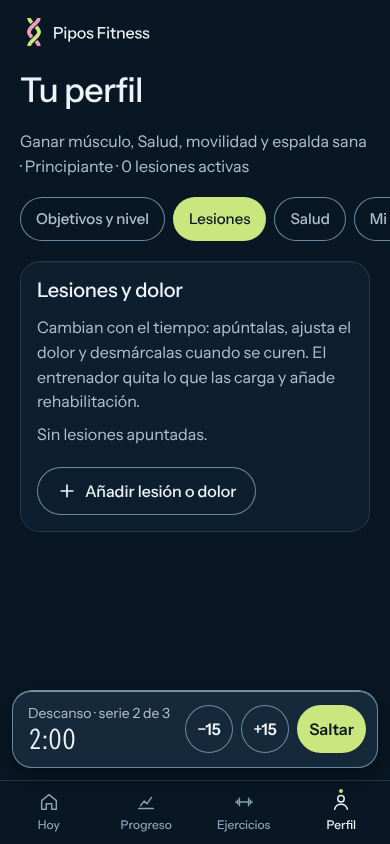 Pipos Fitness
Tu perfil
Ganar músculo, Salud, movilidad y espalda sana
· Principiante · 0 lesiones activas
Objetivos y nivel
Lesiones
Salud
Mi
Lesiones y dolor
Cambian con el tiempo: apúntalas, ajusta el
dolor y desmárcalas cuando se curen. El
entrenador quita lo que las carga y añade
rehabilitación.
Sin lesiones apuntadas.
+ Añadir lesión o dolor
Descanso · serie 2 de 3
2:00
−15
+15
Saltar
Hoy
Progreso
Ejercicios
Perfil